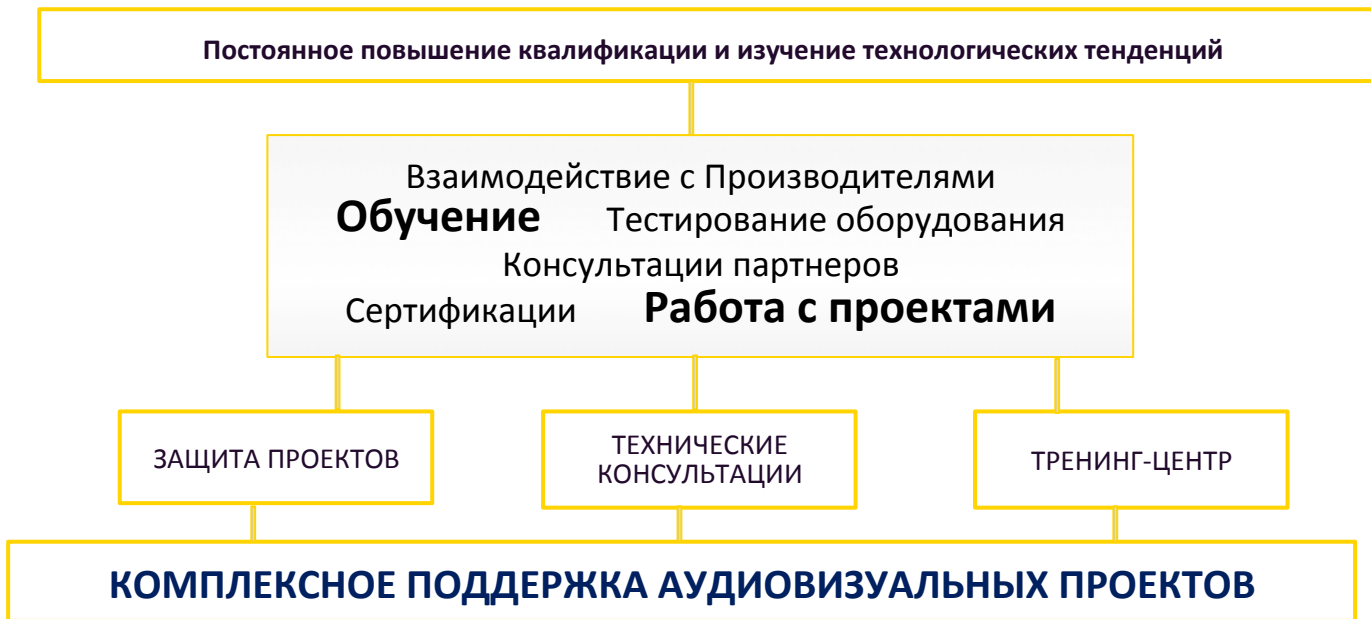 Постоянное повышение квалификации и изучение технологических тенденций
Взаимодействие с Производителями
Обучение Тестирование оборудования
Консультации партнеров
Сертификации Работа с проектами
ЗАЩИТА ПРОЕКТОВ
ТЕХНИЧЕСКИЕ
КОНСУЛЬТАЦИИ
ТРЕНИНГ-ЦЕНТР
КОМПЛЕКСНОЕ ПОДДЕРЖКА АУДИОВИЗУАЛЬНЫХ ПРОЕКТОВ